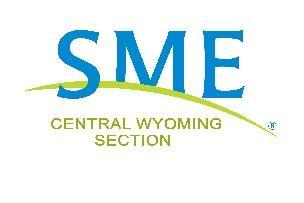 SME
CENTRAL WYOMING
SECTION
®